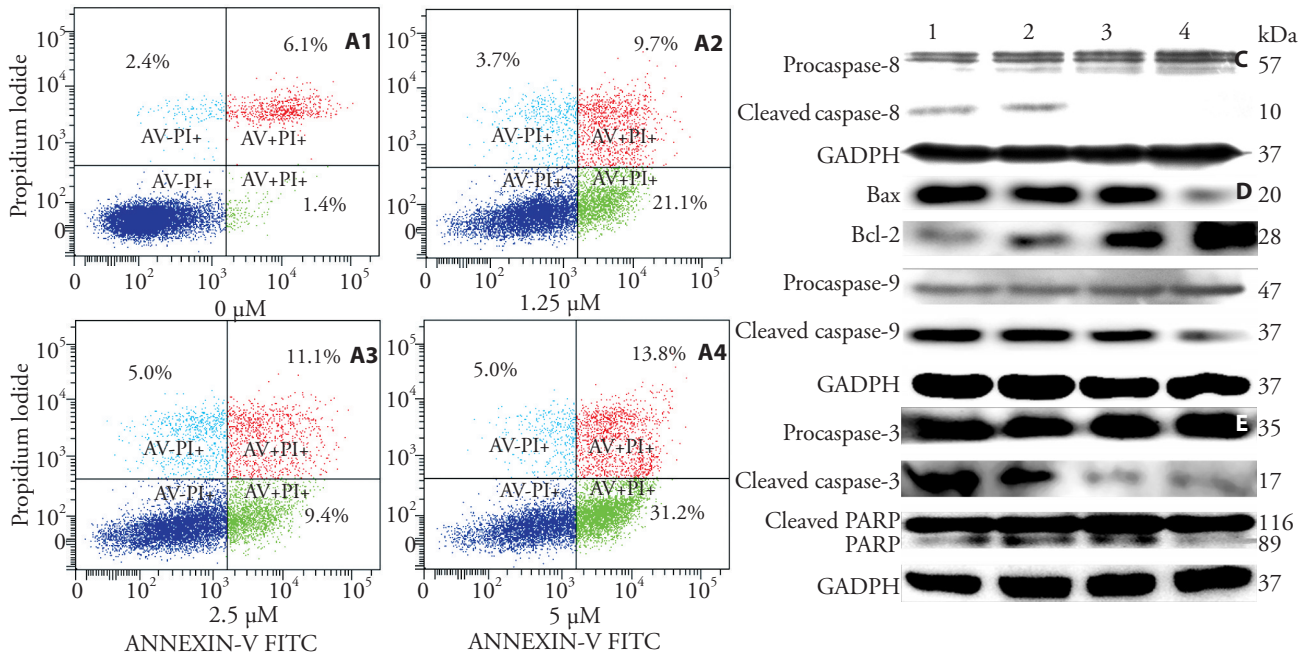 10^5
10^4
10^3
10^2
0
Propidium Iodide
2.4%
6.1%
A1
AV-PI+
AV+PI+
AV-PI+
AV+PI+
1.4%
10^2
10^3
10^4
10^5
0 µM
10^5
10^4
10^3
10^2
0
3.7%
9.7%
A2
AV-PI+
AV+PI+
AV-PI+
AV+PI+
21.1%
10^2
10^3
10^4
10^5
1.25 µM
10^5
10^4
10^3
10^2
0
Propidium Iodide
5.0%
11.1%
A3
AV-PI+
AV+PI+
AV-PI+
AV+PI+
9.4%
10^2
10^3
10^4
10^5
2.5 µM
ANNEXIN-V FITC
10^5
10^4
10^3
10^2
0
5.0%
13.8%
A4
AV-PI+
AV+PI+
AV-PI+
AV+PI+
31.2%
10^2
10^3
10^4
10^5
5 µM
ANNEXIN-V FITC
1 2 3 4 kDa
Procaspase-8 C 57
Cleaved caspase-8 10
GADPH 37
Bax D 20
Bcl-2 28
Procaspase-9 47
Cleaved caspase-9 37
GADPH 37
Procaspase-3 E 35
Cleaved caspase-3 17
Cleaved PARP 116
PARP 89
GADPH 37